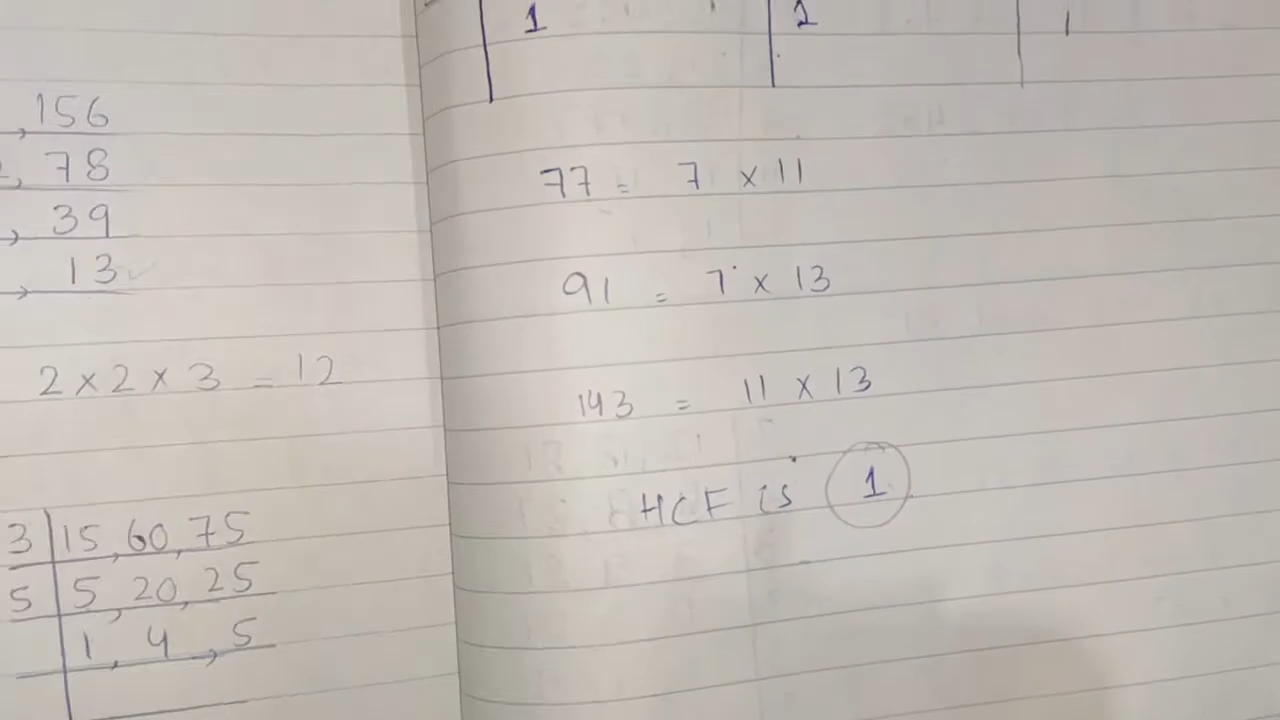 , 156
, 78
, 39
, 13
2 × 2 × 3 = 12
3 | 15, 60, 75
5 | 5, 20, 25
1, 4, 5
1 1 1
77 = 7 × 11
91 = 7 × 13
143 = 11 × 13
HCF is 1